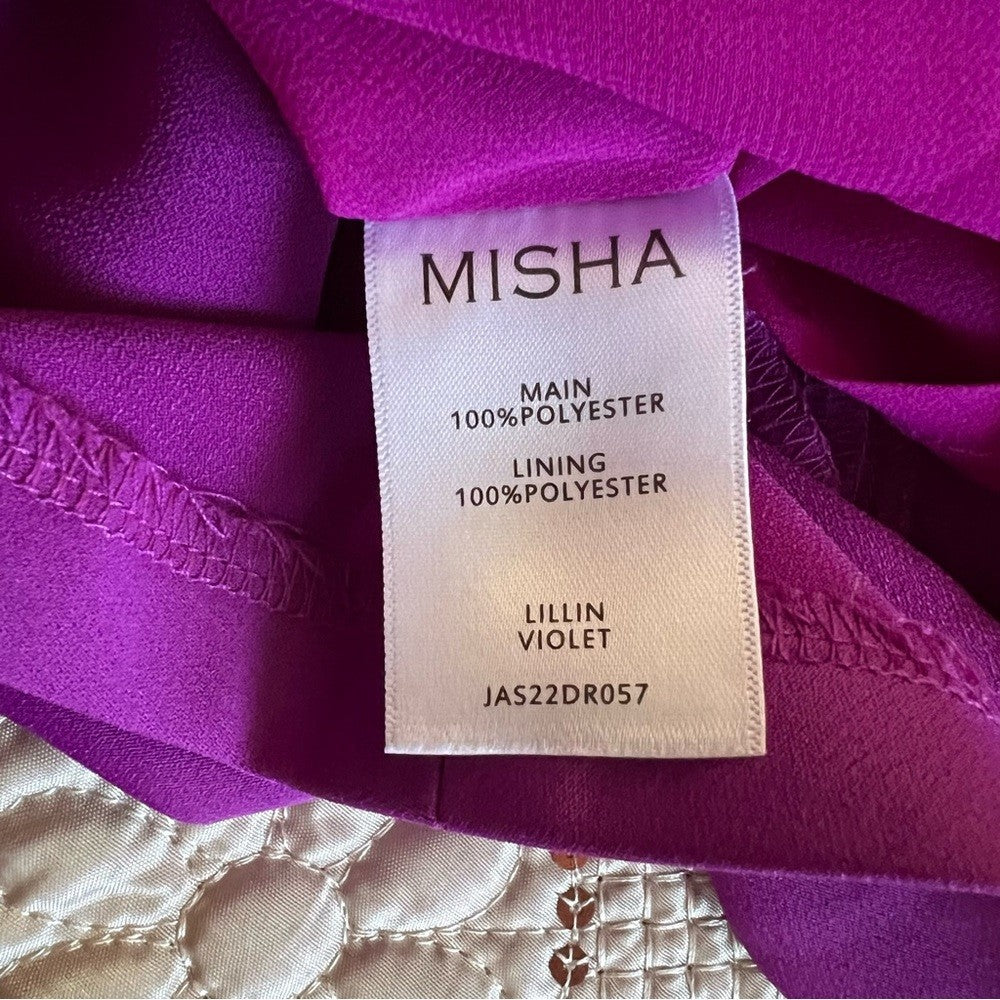 MISHA
MAIN
100%POLYESTER
LINING
100%POLYESTER
LILLIN
VIOLET
JAS22DR057